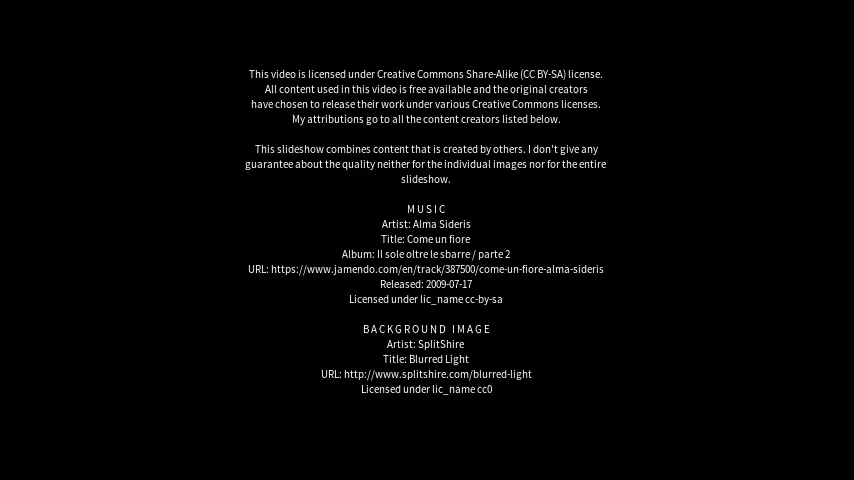 This video is licensed under Creative Commons Share-Alike (CC BY-SA) license.
All content used in this video is free available and the original creators
have chosen to release their work under various Creative Commons licenses.
My attributions go to all the content creators listed below.
This slideshow combines content that is created by others. I don't give any
guarantee about the quality neither for the individual images nor for the entire
slideshow.
MUSIC
Artist: Alma Sideris
Title: Come un fiore
Album: Il sole oltre le sbarre / parte 2
URL: https://www.jamendo.com/en/track/387500/come-un-fiore-alma-sideris
Released: 2009-07-17
Licensed under lic_name cc-by-sa
BACKGROUND IMAGE
Artist: SplitShire
Title: Blurred Light
URL: http://www.splitshire.com/blurred-light
Licensed under lic_name cc0